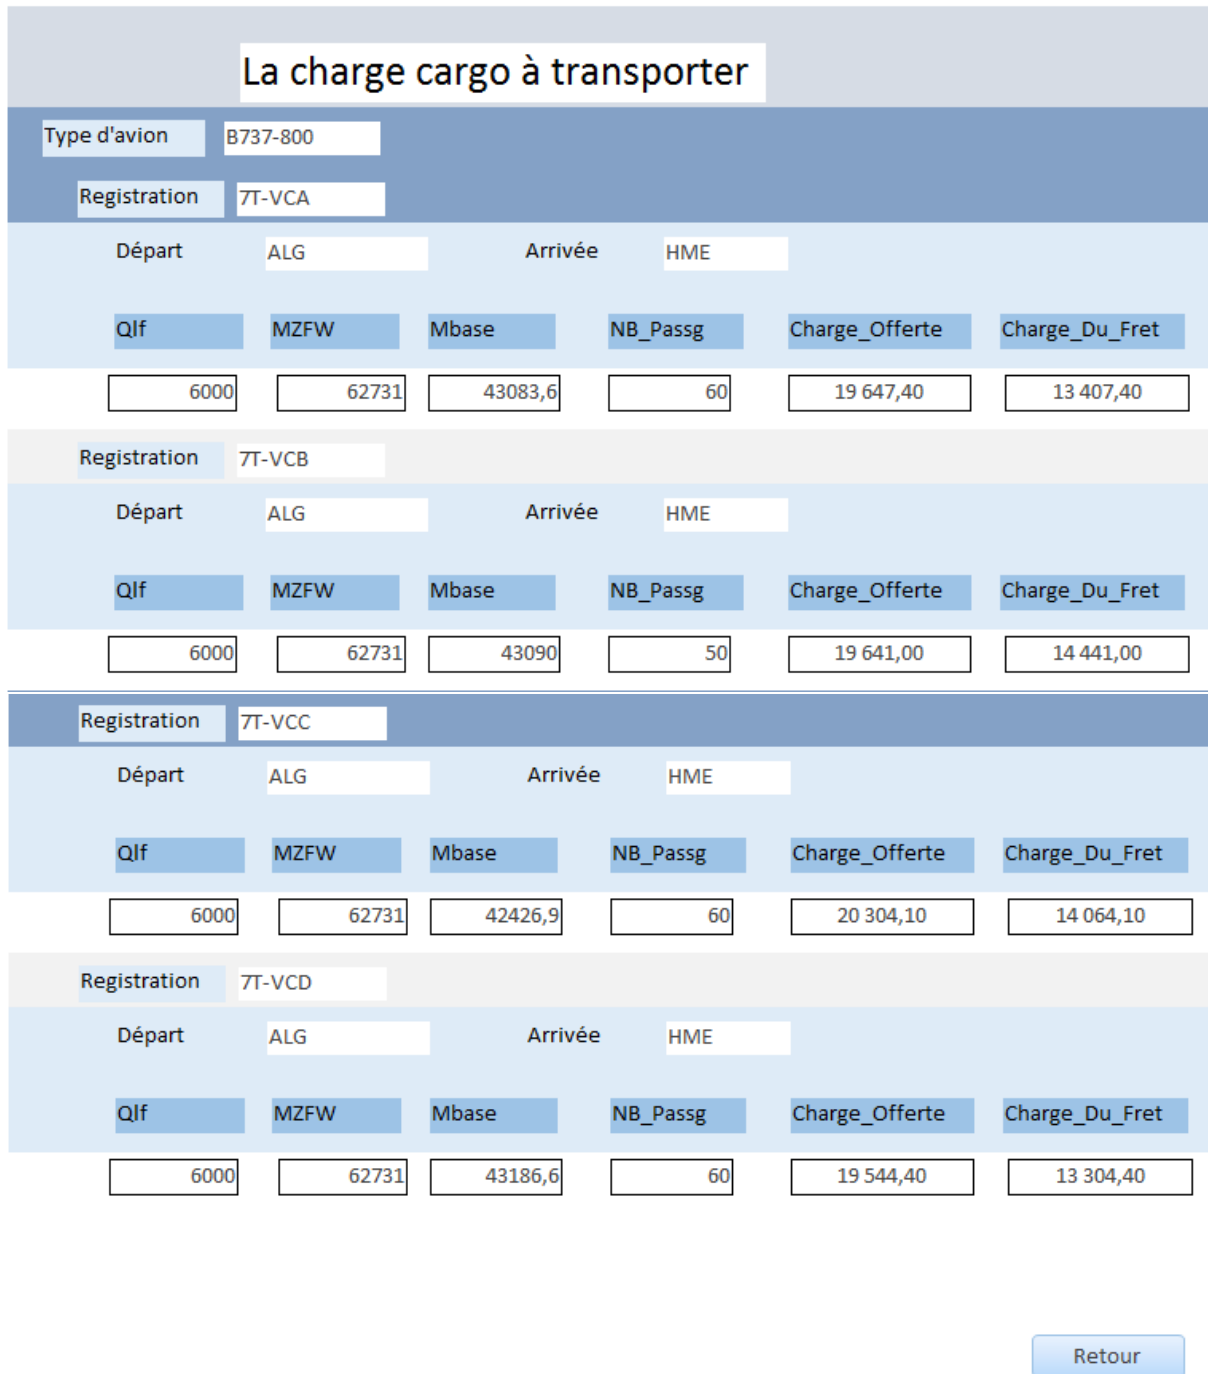 La charge cargo à transporter
Type d'avion B737-800
Registration 7T-VCA
Départ ALG Arrivée HME
Qlf MZFW Mbase NB_Passg Charge_Offerte Charge_Du_Fret
6000 62731 43083,6 60 19 647,40 13 407,40
Registration 7T-VCB
Départ ALG Arrivée HME
Qlf MZFW Mbase NB_Passg Charge_Offerte Charge_Du_Fret
6000 62731 43090 50 19 641,00 14 441,00
Registration 7T-VCC
Départ ALG Arrivée HME
Qlf MZFW Mbase NB_Passg Charge_Offerte Charge_Du_Fret
6000 62731 42426,9 60 20 304,10 14 064,10
Registration 7T-VCD
Départ ALG Arrivée HME
Qlf MZFW Mbase NB_Passg Charge_Offerte Charge_Du_Fret
6000 62731 43186,6 60 19 544,40 13 304,40
Retour